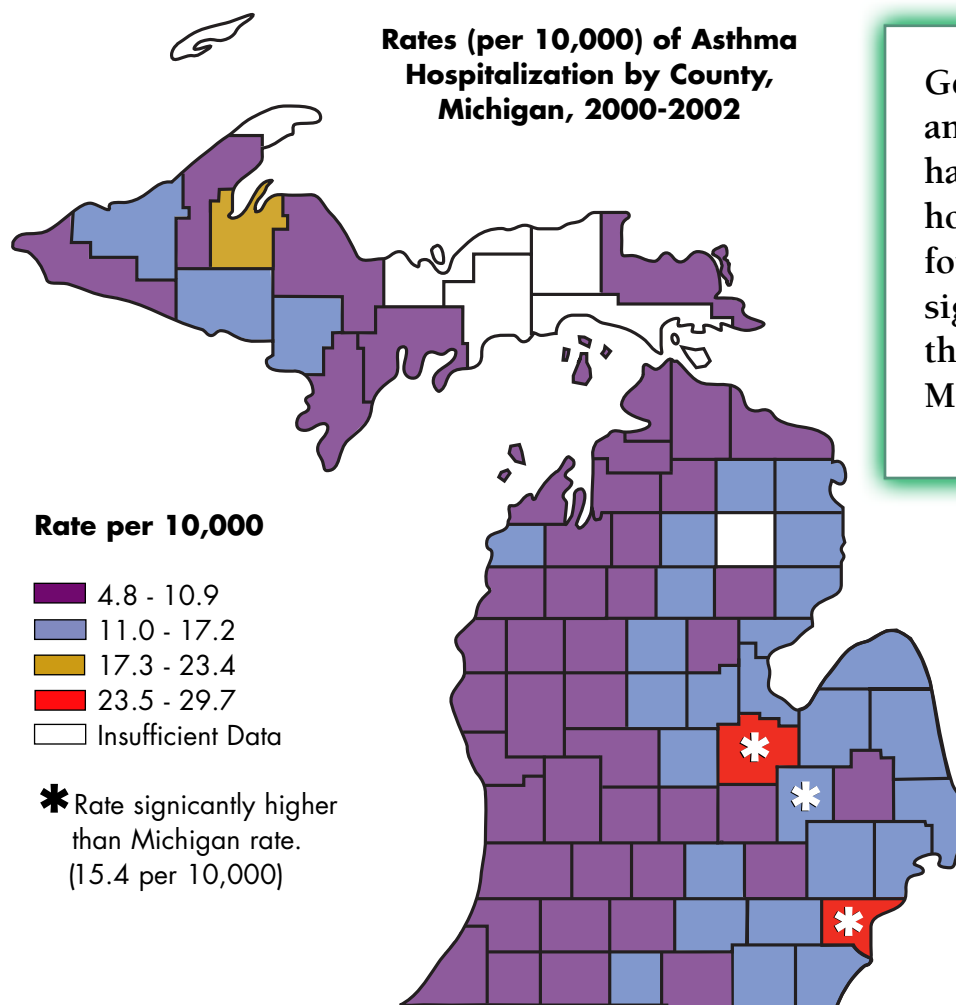 Rates (per 10,000) of Asthma
Hospitalization by County,
Michigan, 2000-2002
Rate per 10,000
4.8 - 10.9
11.0 - 17.2
17.3 - 23.4
23.5 - 29.7
Insufficient Data
* Rate signicantly higher
than Michigan rate.
(15.4 per 10,000)
* 
* 
*